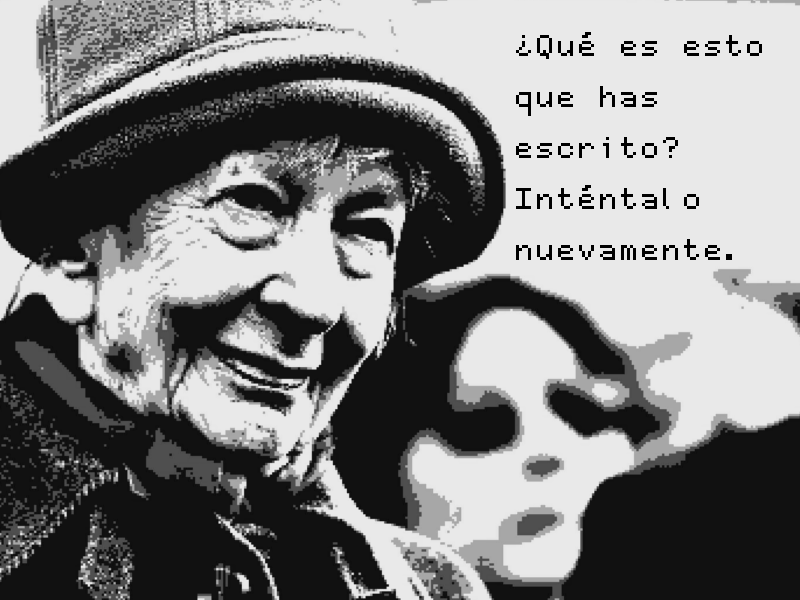 ¿Qué es esto
que has
escrito?
Inténtalo
nuevamente.